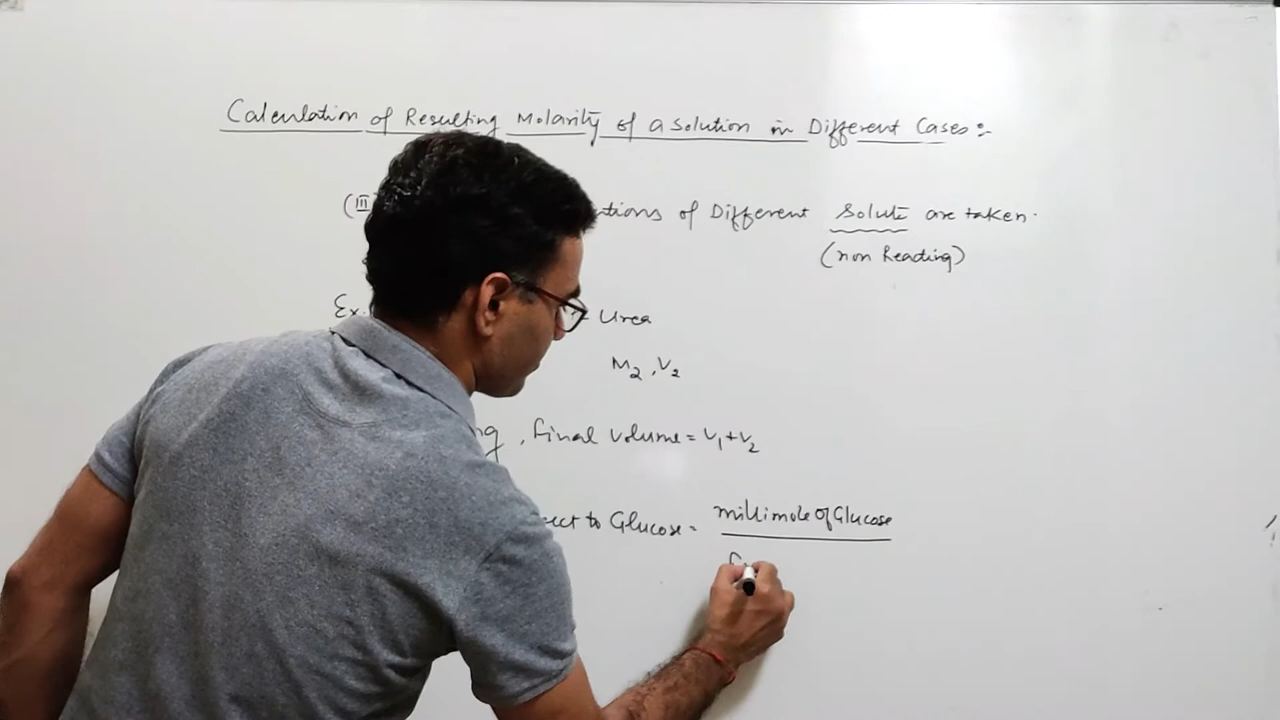 Calculation of Resulting Molarity of a solution in Different Cases:-
(III) tions of Different Solute are taken.
(non Reacting)
Ex. Urea
M2, V2
ng, final volume = V1+V2
ect to Glucose = millimole of Glucose